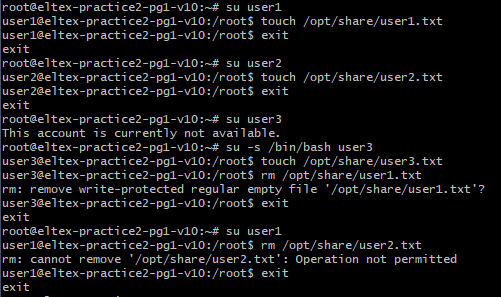 root@eltex-practice2-pg1-v10:~# su user1
user1@eltex-practice2-pg1-v10:/root$ touch /opt/share/user1.txt
user1@eltex-practice2-pg1-v10:/root$ exit
exit
root@eltex-practice2-pg1-v10:~# su user2
user2@eltex-practice2-pg1-v10:/root$ touch /opt/share/user2.txt
user2@eltex-practice2-pg1-v10:/root$ exit
exit
root@eltex-practice2-pg1-v10:~# su user3
This account is currently not available.
root@eltex-practice2-pg1-v10:~# su -s /bin/bash user3
user3@eltex-practice2-pg1-v10:/root$ touch /opt/share/user3.txt
user3@eltex-practice2-pg1-v10:/root$ rm /opt/share/user1.txt
rm: remove write-protected regular empty file '/opt/share/user1.txt'?
user3@eltex-practice2-pg1-v10:/root$ exit
exit
root@eltex-practice2-pg1-v10:~# su user1
user1@eltex-practice2-pg1-v10:/root$ rm /opt/share/user2.txt
rm: cannot remove '/opt/share/user2.txt': Operation not permitted
user1@eltex-practice2-pg1-v10:/root$ exit
exit